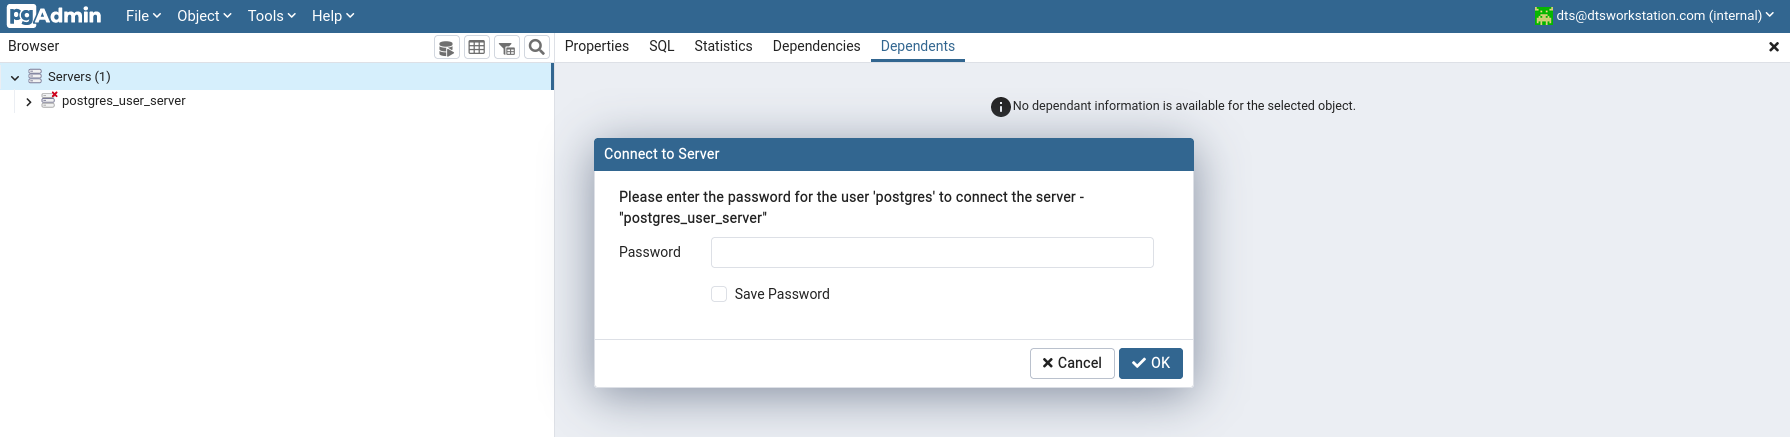 pgAdmin File Object Tools Help dts@dtsworkstation.com (internal)
Browser Properties SQL Statistics Dependencies Dependents
Servers (1)
postgres_user_server
No dependant information is available for the selected object.
Connect to Server
Please enter the password for the user 'postgres' to connect the server -
"postgres_user_server"
Password
Save Password
Cancel OK